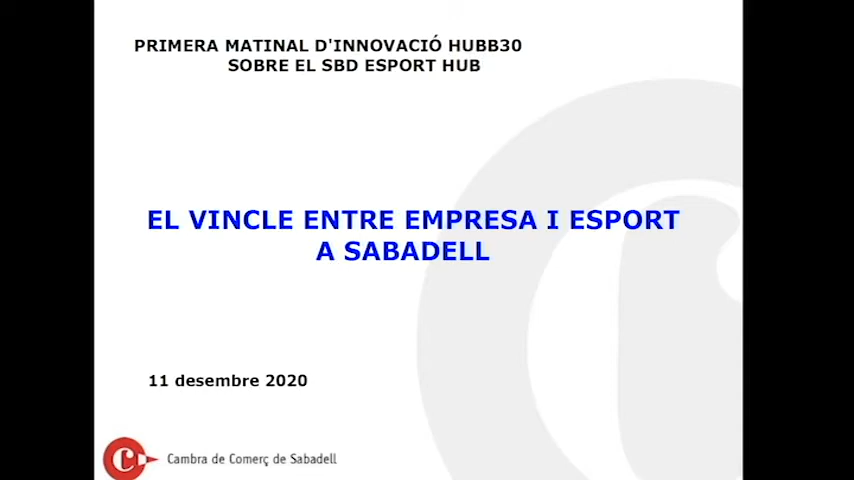 PRIMERA MATINAL D'INNOVACIÓ HUBB30
SOBRE EL SBD ESPORT HUB
EL VINCLE ENTRE EMPRESA I ESPORT
A SABADELL
11 desembre 2020
Cambra de Comerç de Sabadell